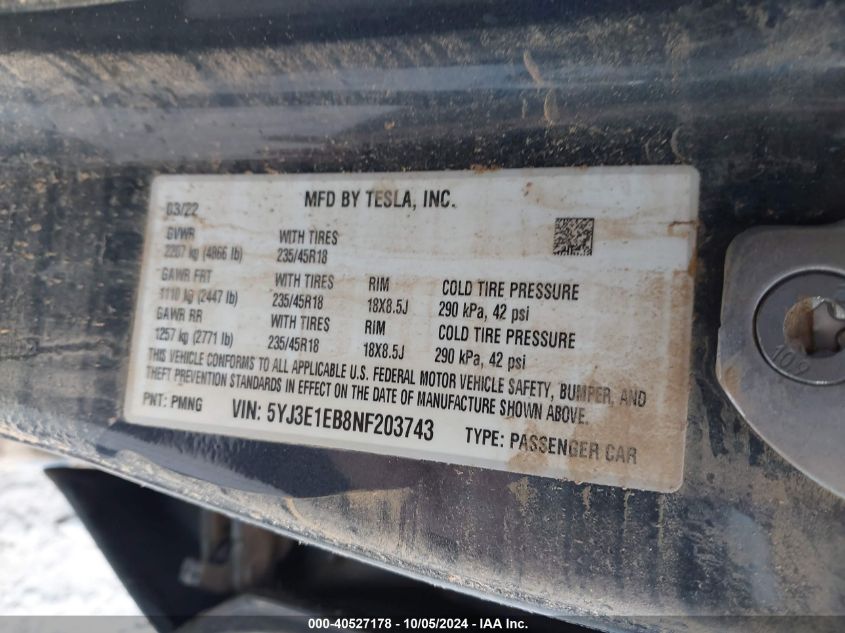 MFD BY TESLA, INC.
03/22
GVWR
2207 kg (4866 lb)
WITH TIRES
235/45R18
GAWR FRT
1110 kg (2447 lb)
WITH TIRES
235/45R18
RIM
18X8.5J
COLD TIRE PRESSURE
290 kPa, 42 psi
GAWR RR
1257 kg (2771 lb)
WITH TIRES
235/45R18
RIM
18X8.5J
COLD TIRE PRESSURE
290 kPa, 42 psi
THIS VEHICLE CONFORMS TO ALL APPLICABLE U.S. FEDERAL MOTOR VEHICLE SAFETY, BUMPER, AND
THEFT PREVENTION STANDARDS IN EFFECT ON THE DATE OF MANUFACTURE SHOWN ABOVE.
PNT: PMNG
VIN: 5YJ3E1EB8NF203743
TYPE: PASSENGER CAR
10.9
000-40527178 - 10/05/2024 - IAA Inc.